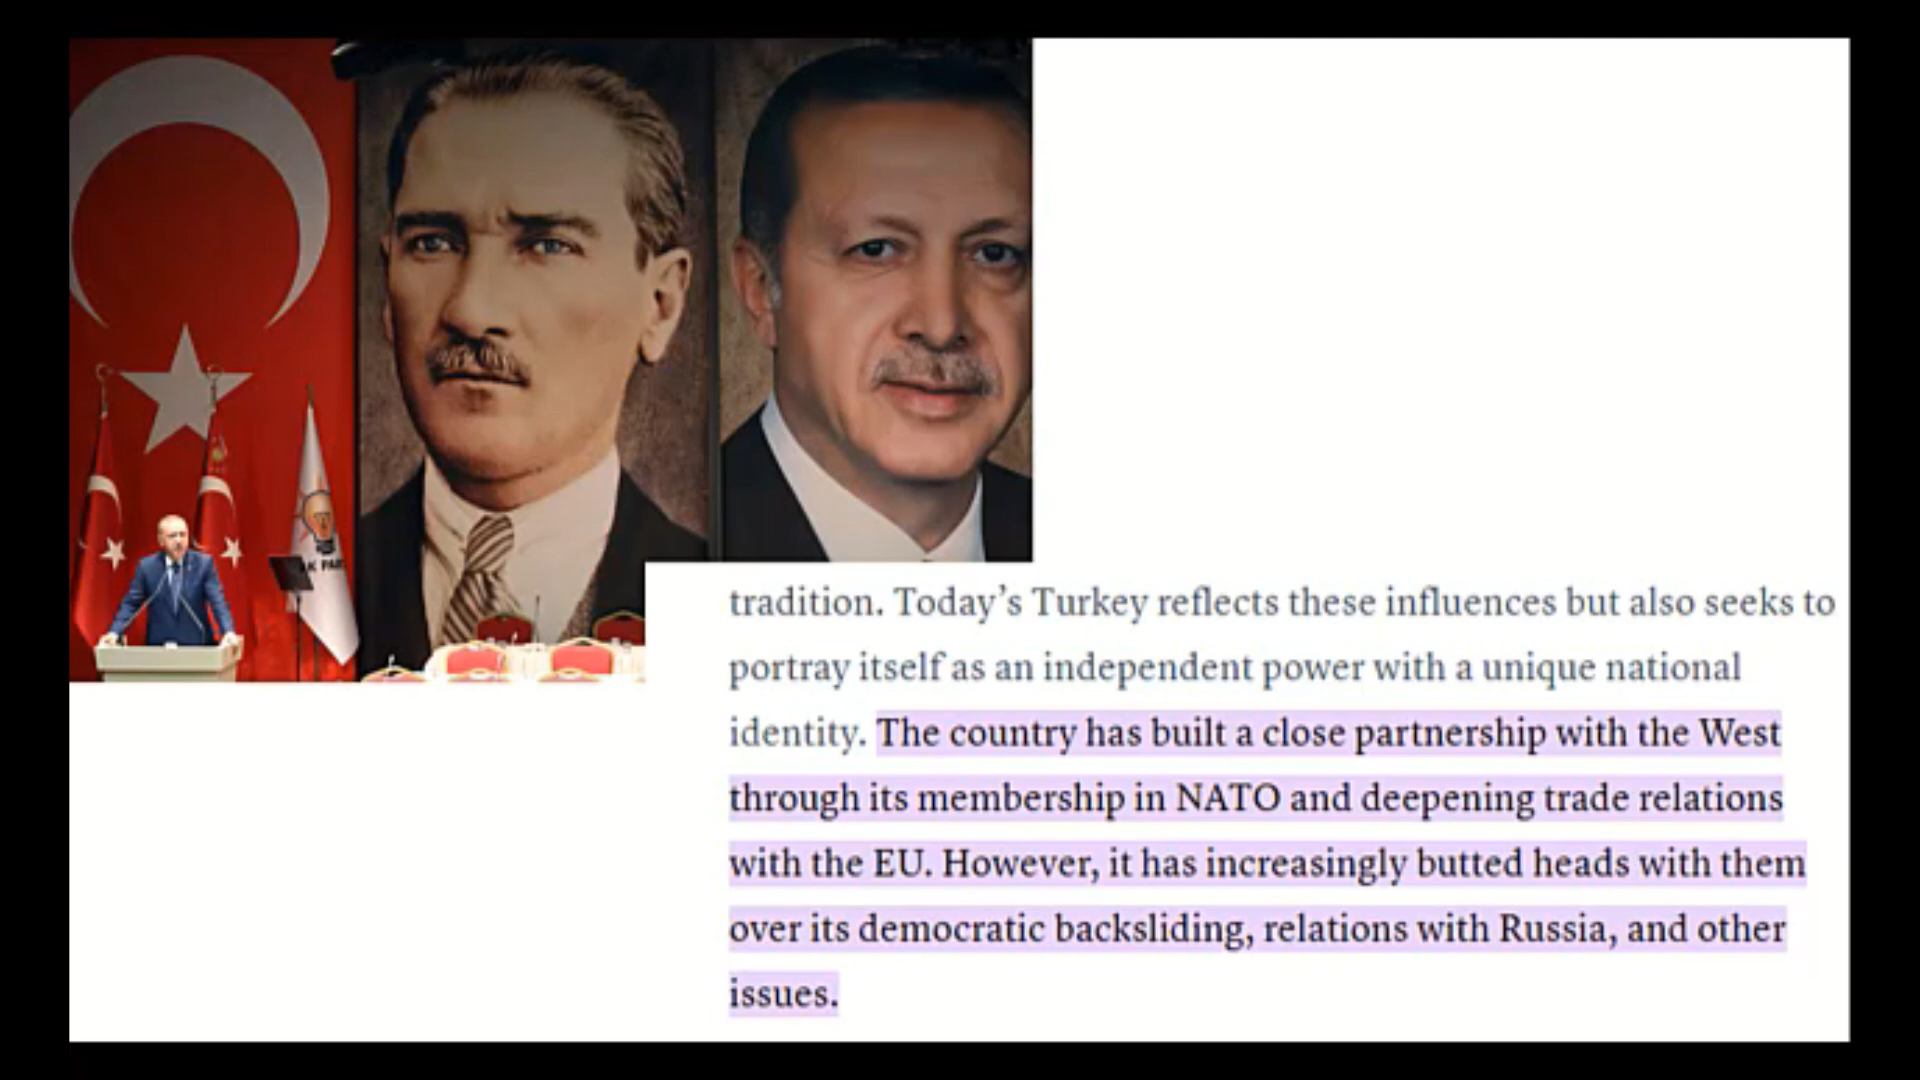 K PAR
tradition. Today’s Turkey reflects these influences but also seeks to
portray itself as an independent power with a unique national
identity. The country has built a close partnership with the West
through its membership in NATO and deepening trade relations
with the EU. However, it has increasingly butted heads with them
over its democratic backsliding, relations with Russia, and other
issues.